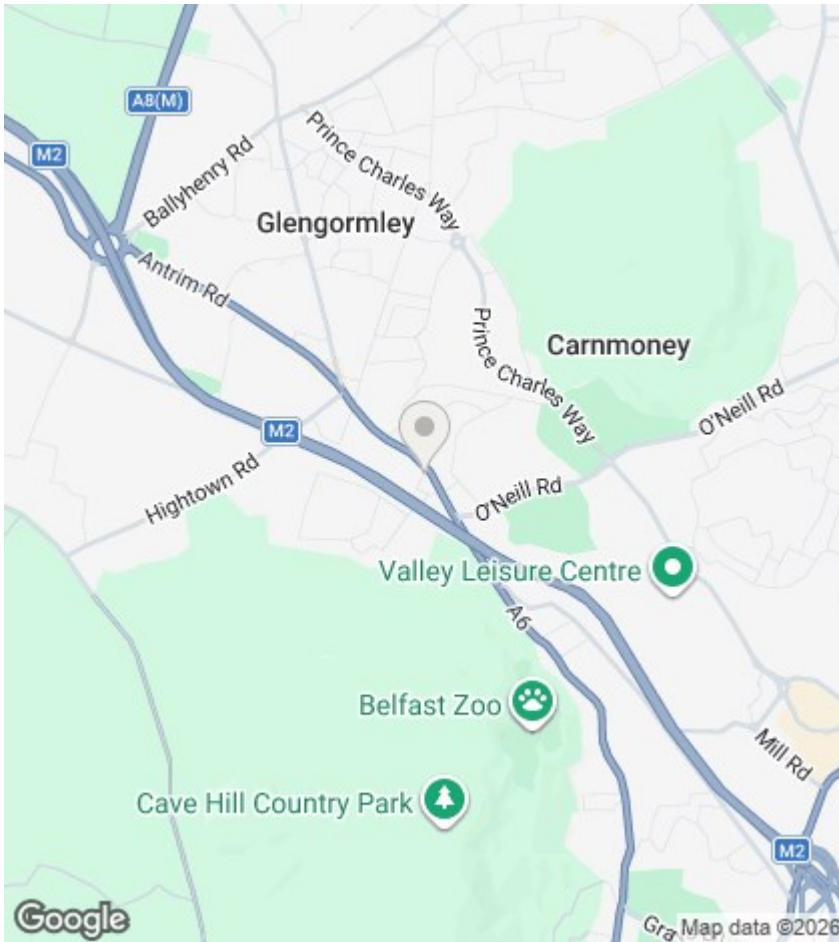 A8(M)
M2
Ballyhenry Rd
Prince Charles Way
Glengormley
Antrim Rd
Prince Charles Way
Carnmoney
O'Neill Rd
M2
Hightown Rd
O'Neill Rd
Valley Leisure Centre
A6
Belfast Zoo
Mill Rd
Cave Hill Country Park
M2
Google
Map data ©2026